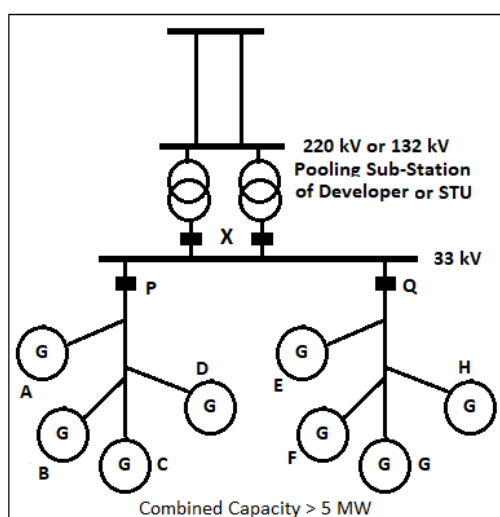 220 kV or 132 kV
Pooling Sub-Station
of Developer or STU
X
33 kV
P
Q
G
A
D
G
B
G
G
C
G
E
H
G
F
G
G
G
Combined Capacity > 5 MW